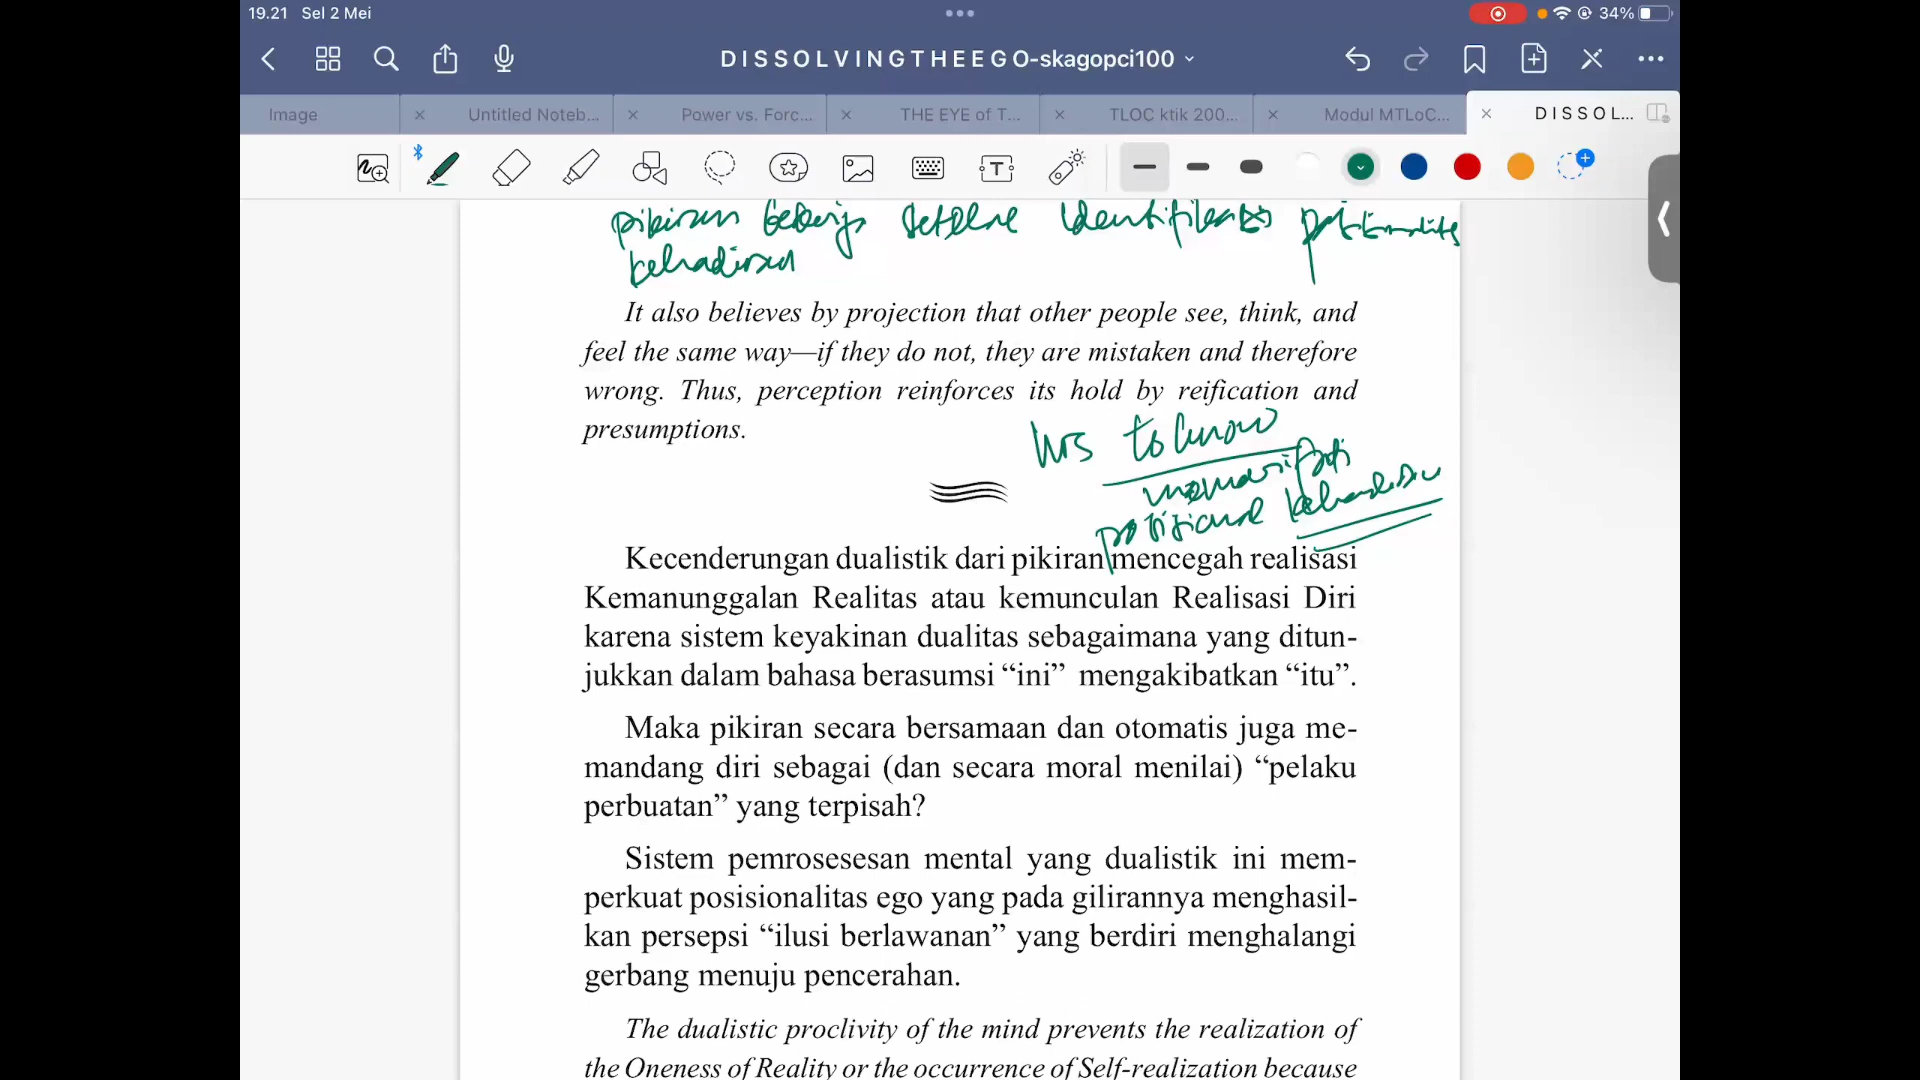 19.21 Sel 2 Mei
34%
D I S S O L V I N G T H E E G O-skagopci100
Image
Untitled Noteb...
Power vs. Forc...
THE EYE of T...
TLOC ktik 200...
Modul MTLoC...
D I S S O L...
T
pikiran identifikasi
kehadiran
It also believes by projection that other people see, think, and
feel the same way—if they do not, they are mistaken and therefore
wrong. Thus, perception reinforces its hold by reification and
presumptions.
to know
Kecenderungan dualistik dari pikiran mencegah realisasi
Kemanunggalan Realitas atau kemunculan Realisasi Diri
karena sistem keyakinan dualitas sebagaimana yang ditun-
jukkan dalam bahasa berasumsi “ini” mengakibatkan “itu”.
Maka pikiran secara bersamaan dan otomatis juga me-
mandang diri sebagai (dan secara moral menilai) “pelaku
perbuatan” yang terpisah?
Sistem pemrosesesan mental yang dualistik ini mem-
perkuat posisionalitas ego yang pada gilirannya menghasil-
kan persepsi “ilusi berlawanan” yang berdiri menghalangi
gerbang menuju pencerahan.
The dualistic proclivity of the mind prevents the realization of
the Oneness of Reality or the occurrence of Self-realization because